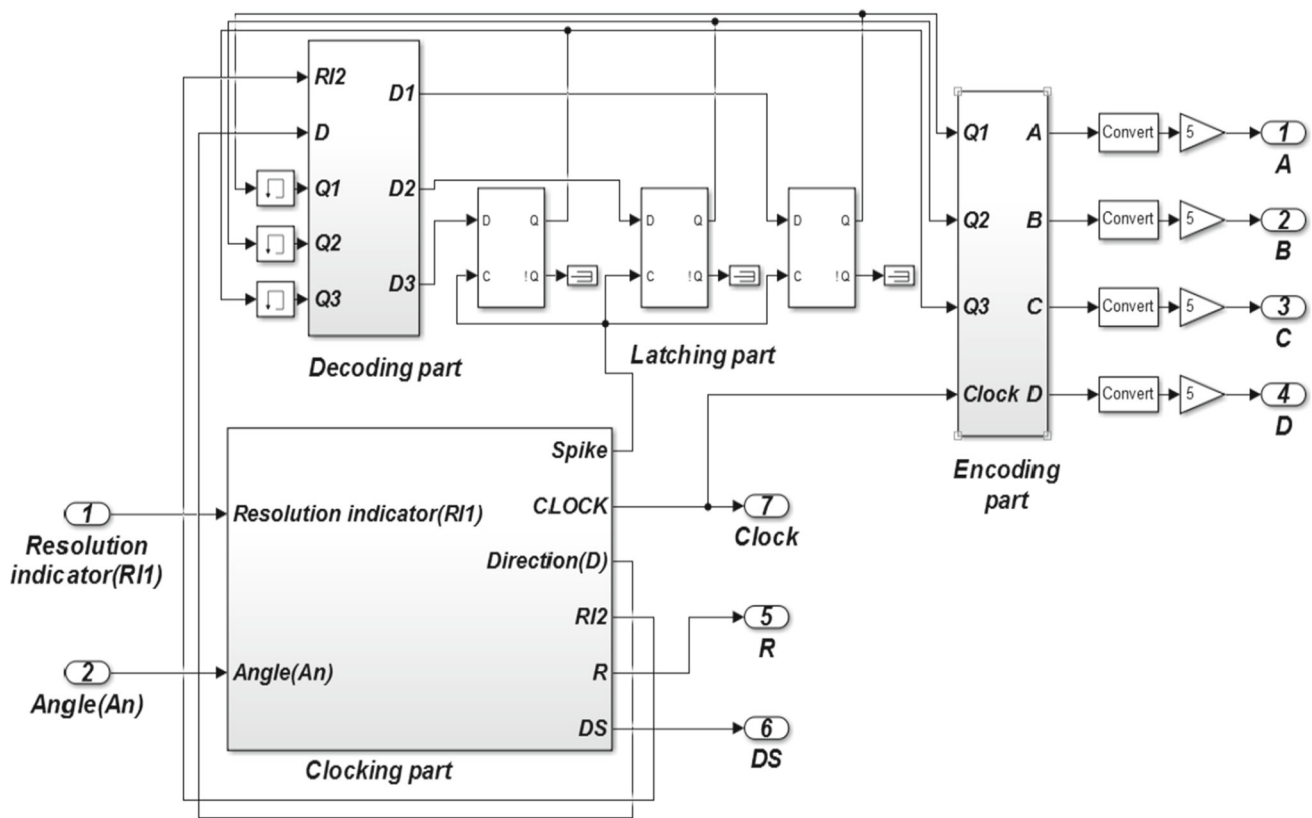 RI2
D
Q1
Q2
Q3
D1
D2
D3
Decoding part
D
Q
C
!Q
D
Q
C
!Q
D
Q
C
!Q
Latching part
Q1
Q2
Q3
Clock
A
B
C
D
Encoding
part
Convert
5
1
A
Convert
5
2
B
Convert
5
3
C
Convert
5
4
D
1
Resolution
indicator(RI1)
2
Angle(An)
Resolution indicator(RI1)
Angle(An)
Spike
CLOCK
Direction(D)
RI2
R
DS
Clocking part
7
Clock
5
R
6
DS